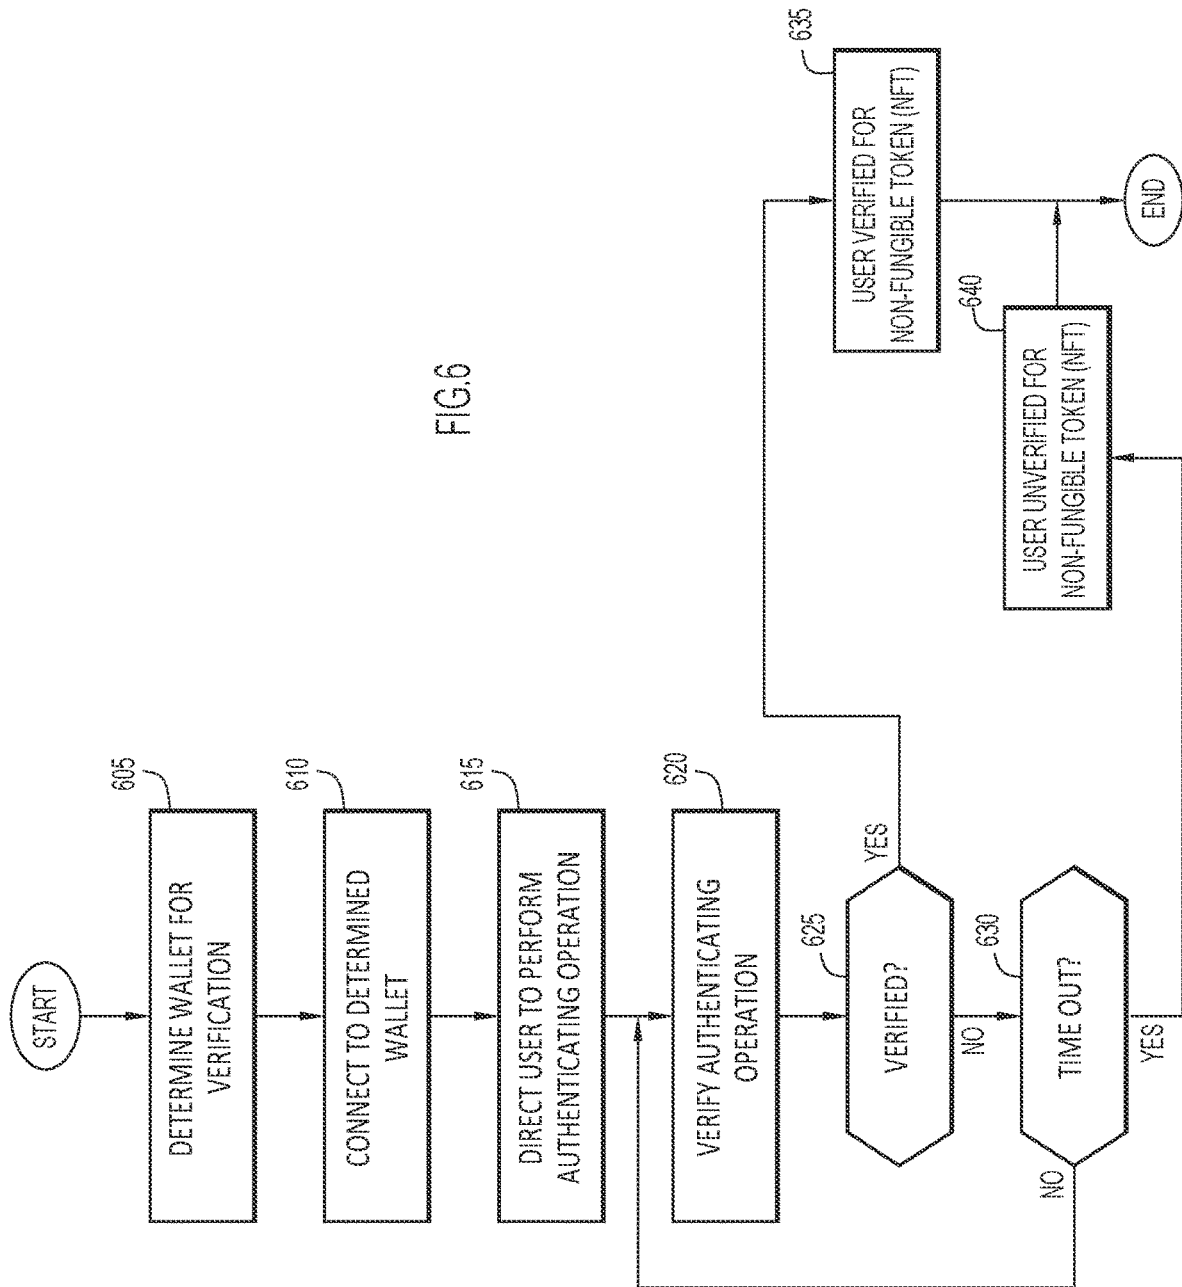 START
605
DETERMINE WALLET FOR
VERIFICATION
610
CONNECT TO DETERMINED
WALLET
615
DIRECT USER TO PERFORM
AUTHENTICATING OPERATION
620
VERIFY AUTHENTICATING
OPERATION
625
VERIFIED?
YES
NO
630
TIME OUT?
NO
YES
635
USER VERIFIED FOR
NON-FUNGIBLE TOKEN (NFT)
640
USER UNVERIFIED FOR
NON-FUNGIBLE TOKEN (NFT)
END
FIG.6